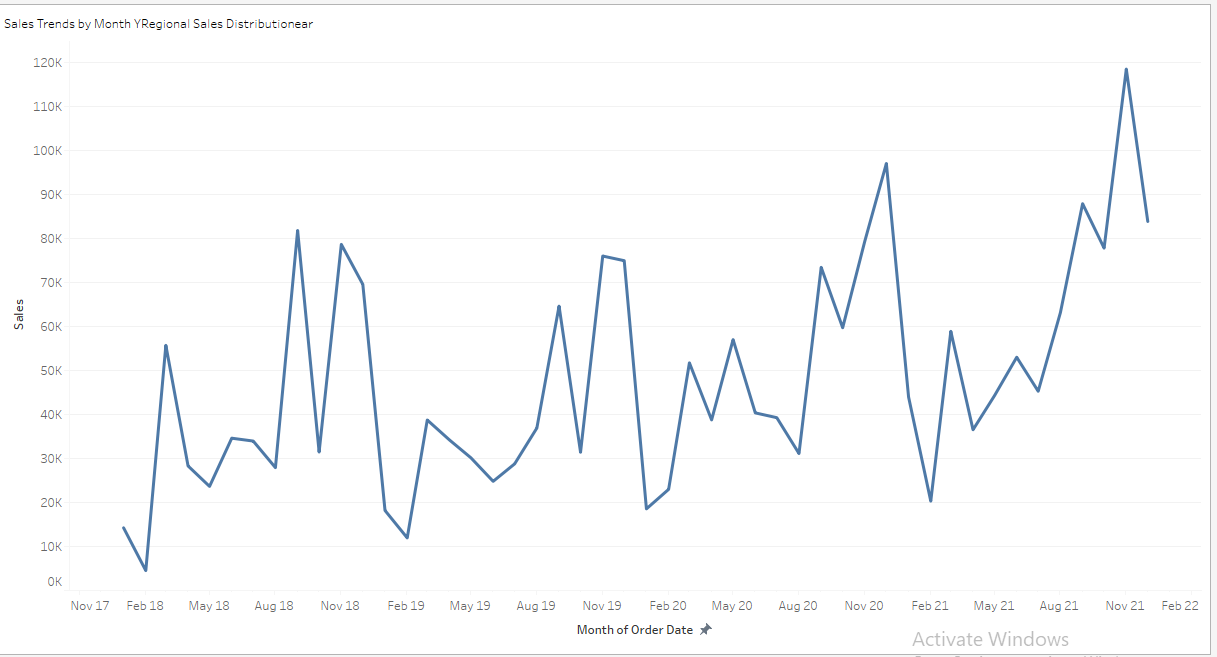 Sales Trends by Month YRegional Sales Distributionear
120K
110K
100K
90K
80K
70K
60K
50K
40K
30K
20K
10K
0K
Sales
Nov 17 Feb 18 May 18 Aug 18 Nov 18 Feb 19 May 19 Aug 19 Nov 19 Feb 20 May 20 Aug 20 Nov 20 Feb 21 May 21 Aug 21 Nov 21 Feb 22
Month of Order Date
Activate Windows